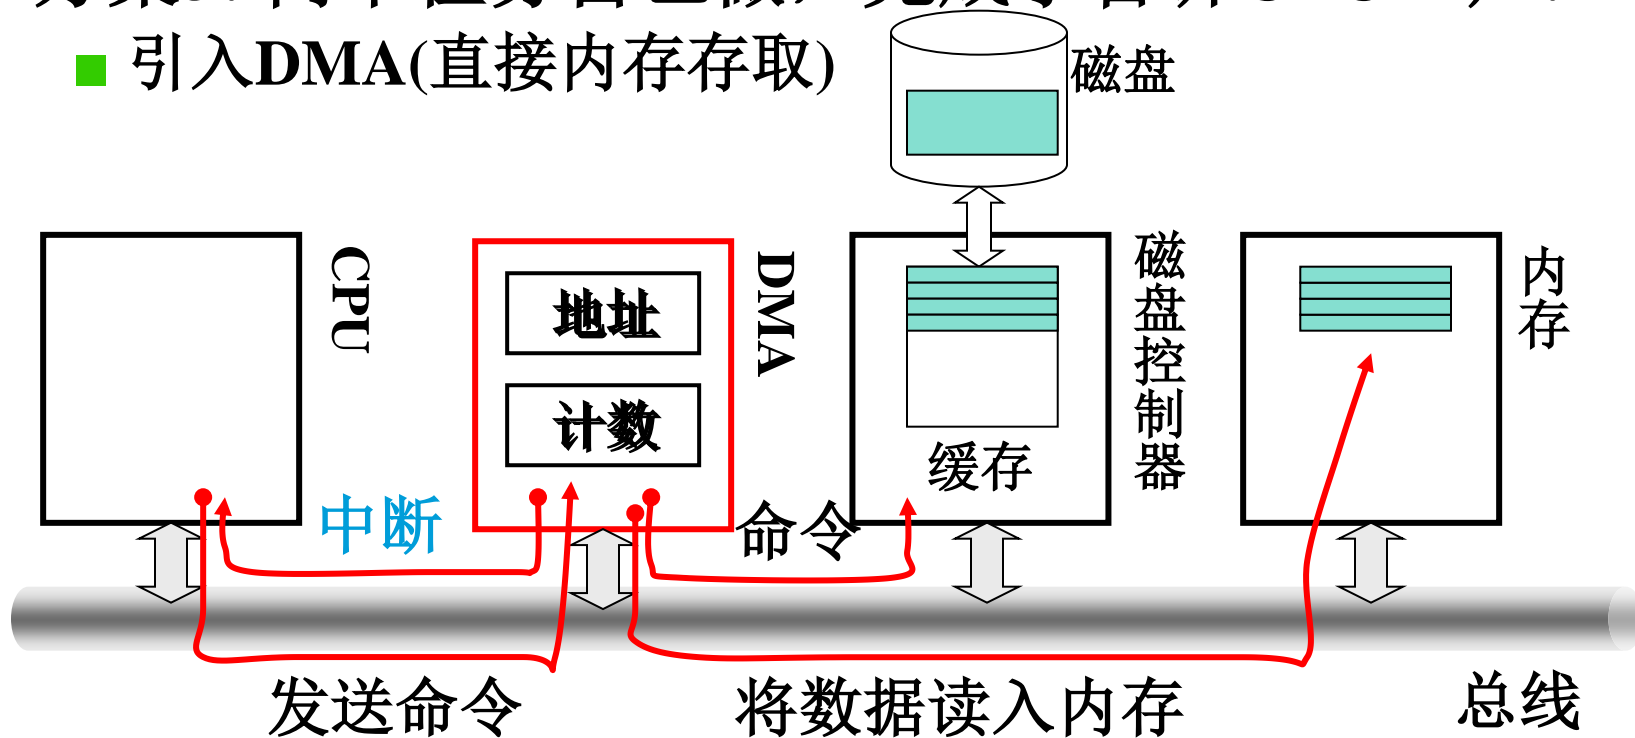 引入DMA(直接内存存取)
磁盘
CPU
地址
计数
DMA
缓存
磁盘控制器
内存
中断
命令
发送命令
将数据读入内存
总线